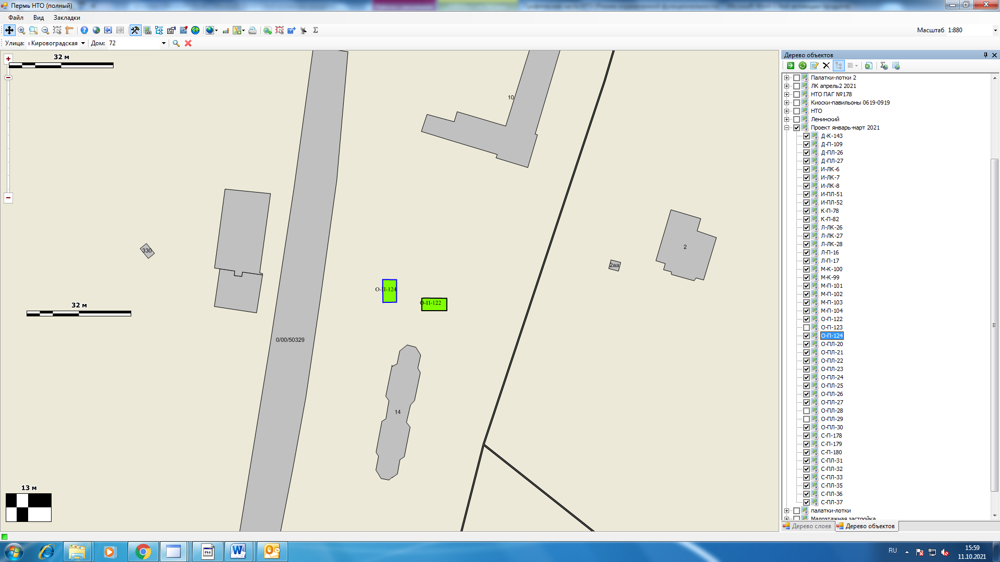 Пермь НТО (полный)
Файл Вид Закладки
Масштаб 1:880
Улица: Кировоградская Дом: 72
32 м
10
330
2
2аа
О-П-124
О-П-122
32 м
0/00/50329
14
13 м
Дерево объектов
Палатки-лотки 2
ЛК апрель2 2021
НТО ПАГ №178
Киоски-павильоны 0619-0919
НТО
Ленинский
Проект январь-март 2021
Д-К-143
Д-П-109
Д-ПЛ-26
Д-ПЛ-27
И-ЛК-6
И-ЛК-7
И-ЛК-8
И-ПЛ-51
И-ПЛ-52
К-П-78
К-П-82
Л-ЛК-26
Л-ЛК-27
Л-ЛК-28
Л-П-16
Л-П-17
М-К-100
М-К-99
М-П-101
М-П-102
М-П-103
М-П-104
О-П-122
О-П-123
О-П-124
О-ПЛ-20
О-ПЛ-21
О-ПЛ-22
О-ПЛ-23
О-ПЛ-24
О-ПЛ-25
О-ПЛ-26
О-ПЛ-27
О-ПЛ-28
О-ПЛ-29
О-ПЛ-30
С-П-178
С-П-179
С-П-180
С-ПЛ-31
С-ПЛ-32
С-ПЛ-33
С-ПЛ-35
С-ПЛ-36
С-ПЛ-37
палатки-лотки
Малоэтажная застройка
Дерево слоев Дерево объектов
RU
15:59
11.10.2021